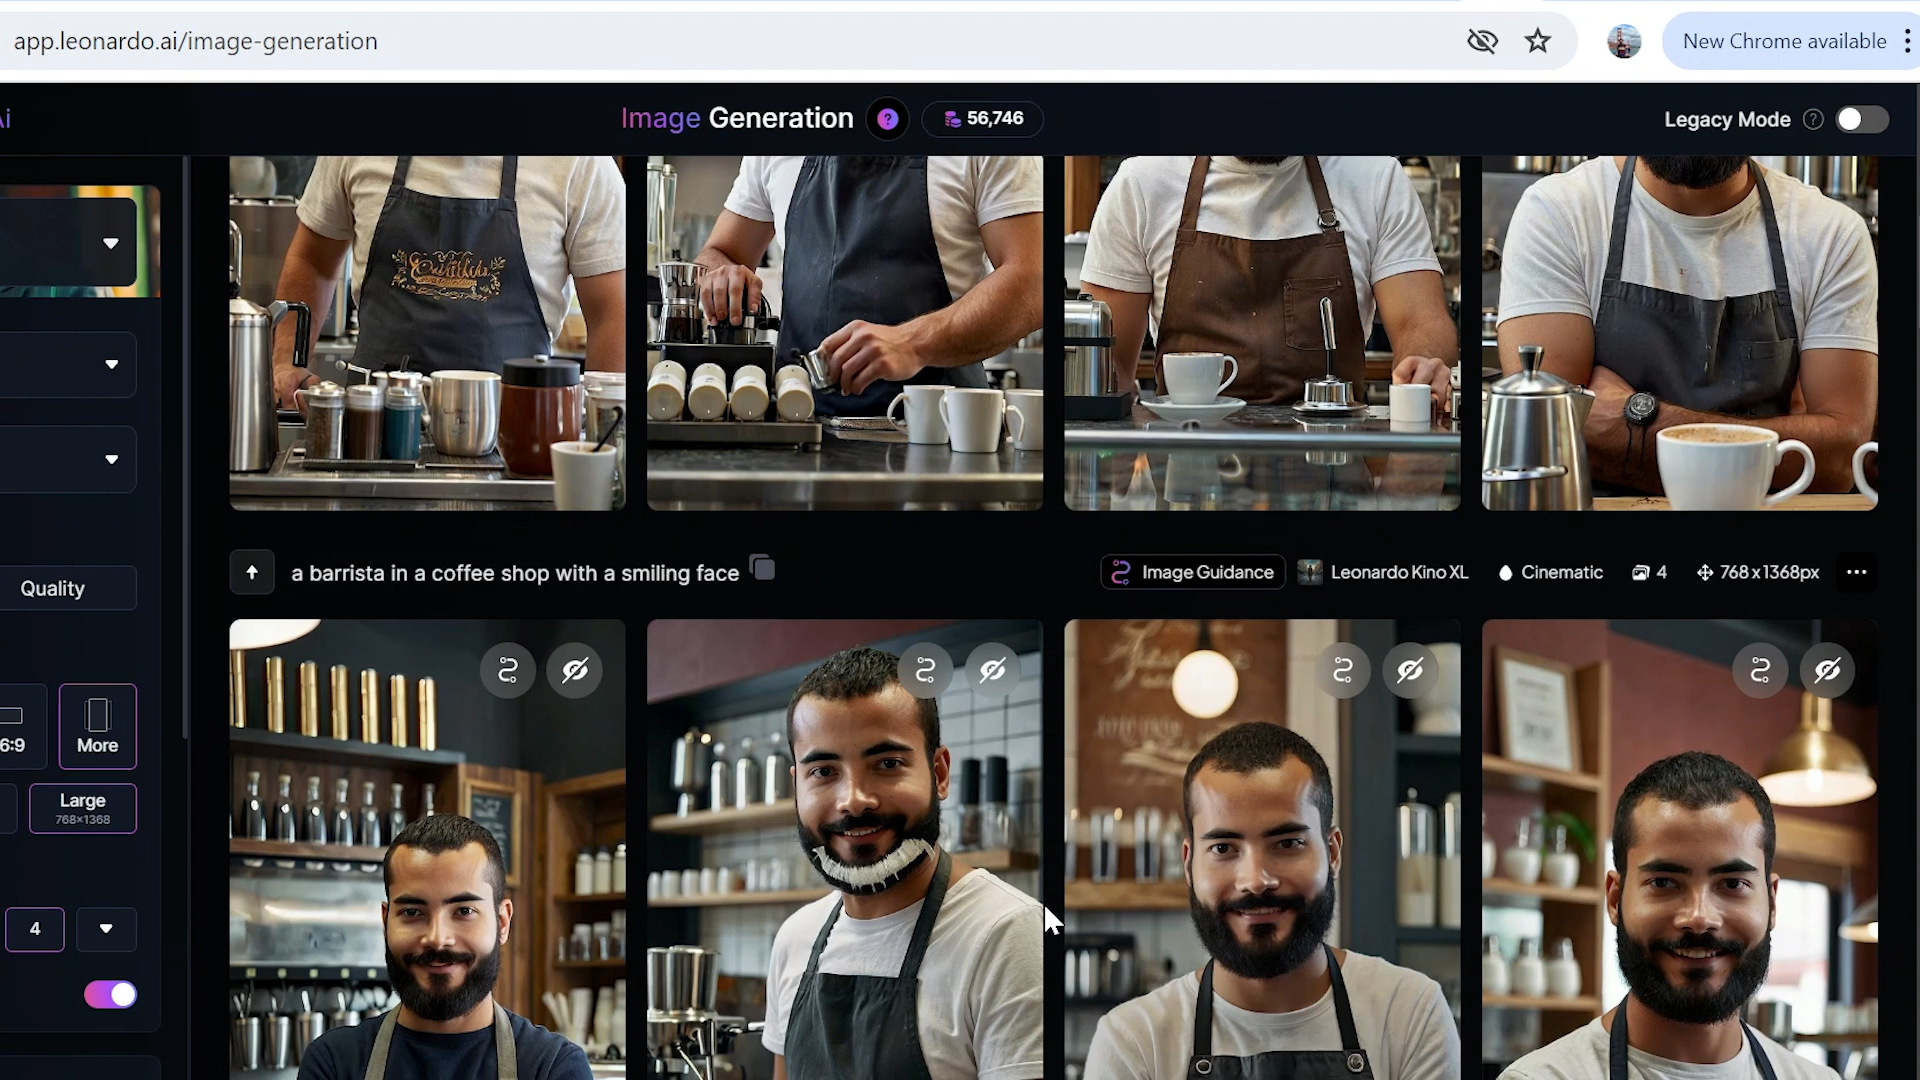 app.leonardo.ai/image-generation
New Chrome available
Ai
Image Generation
?
56,746
Legacy Mode
?
a barrista in a coffee shop with a smiling face
Image Guidance
Leonardo Kino XL
Cinematic
4
768 x 1368px
Quality
6:9
More
Large
768×1368
4